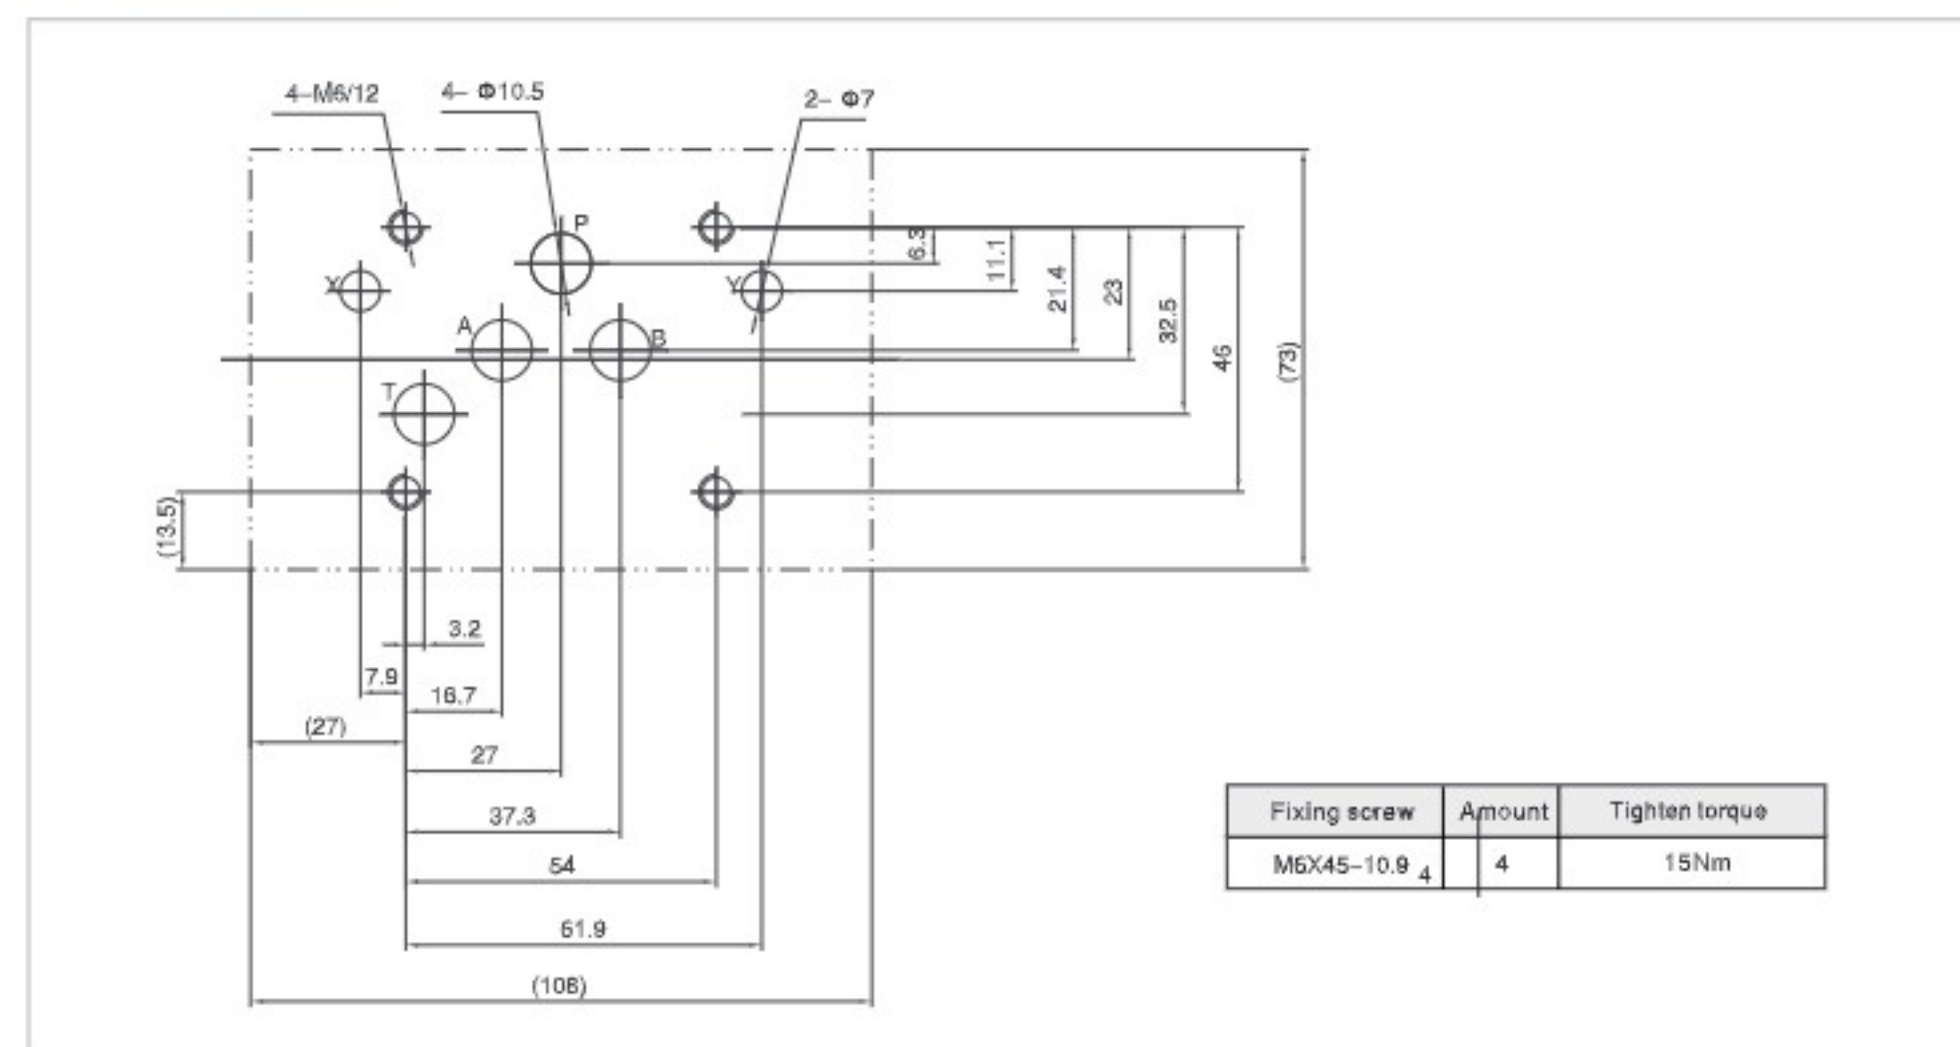 4–M6/12
4– Φ10.5
2– Φ7
P
X
Y
A
B
T
6.3
11.1
21.4
23
32.5
46
(73)
(13.5)
3.2
7.9
16.7
(27)
27
37.3
54
61.9
(108)
Fixing screw Amount Tighten torque
M6X45–10.9 4 4 15Nm